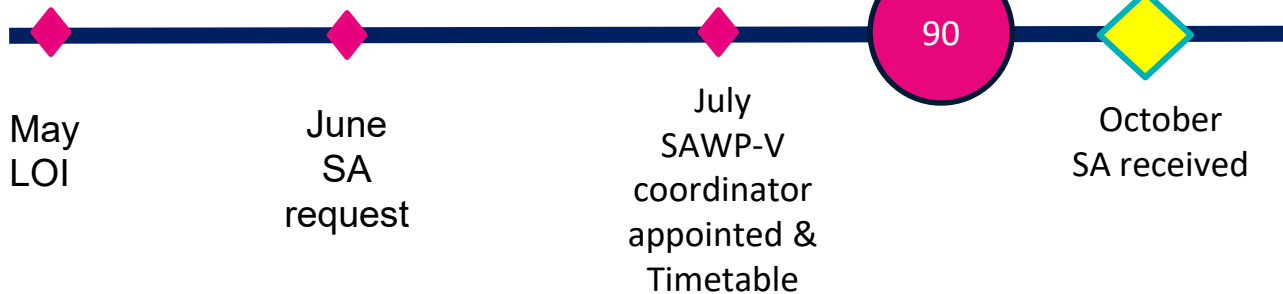 90
May
LOI
June
SA
request
July
SAWP-V
coordinator
appointed &
Timetable
October
SA received